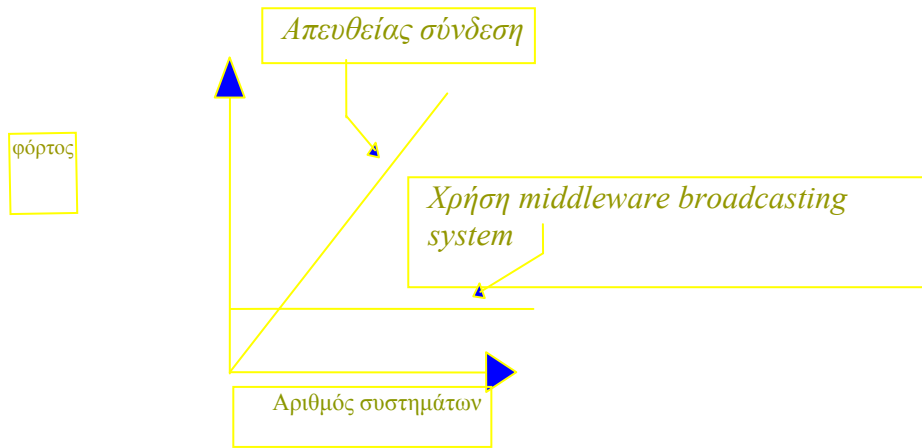 Απευθείας σύνδεση
φόρτος
Χρήση middleware broadcasting
system
Αριθμός συστημάτων